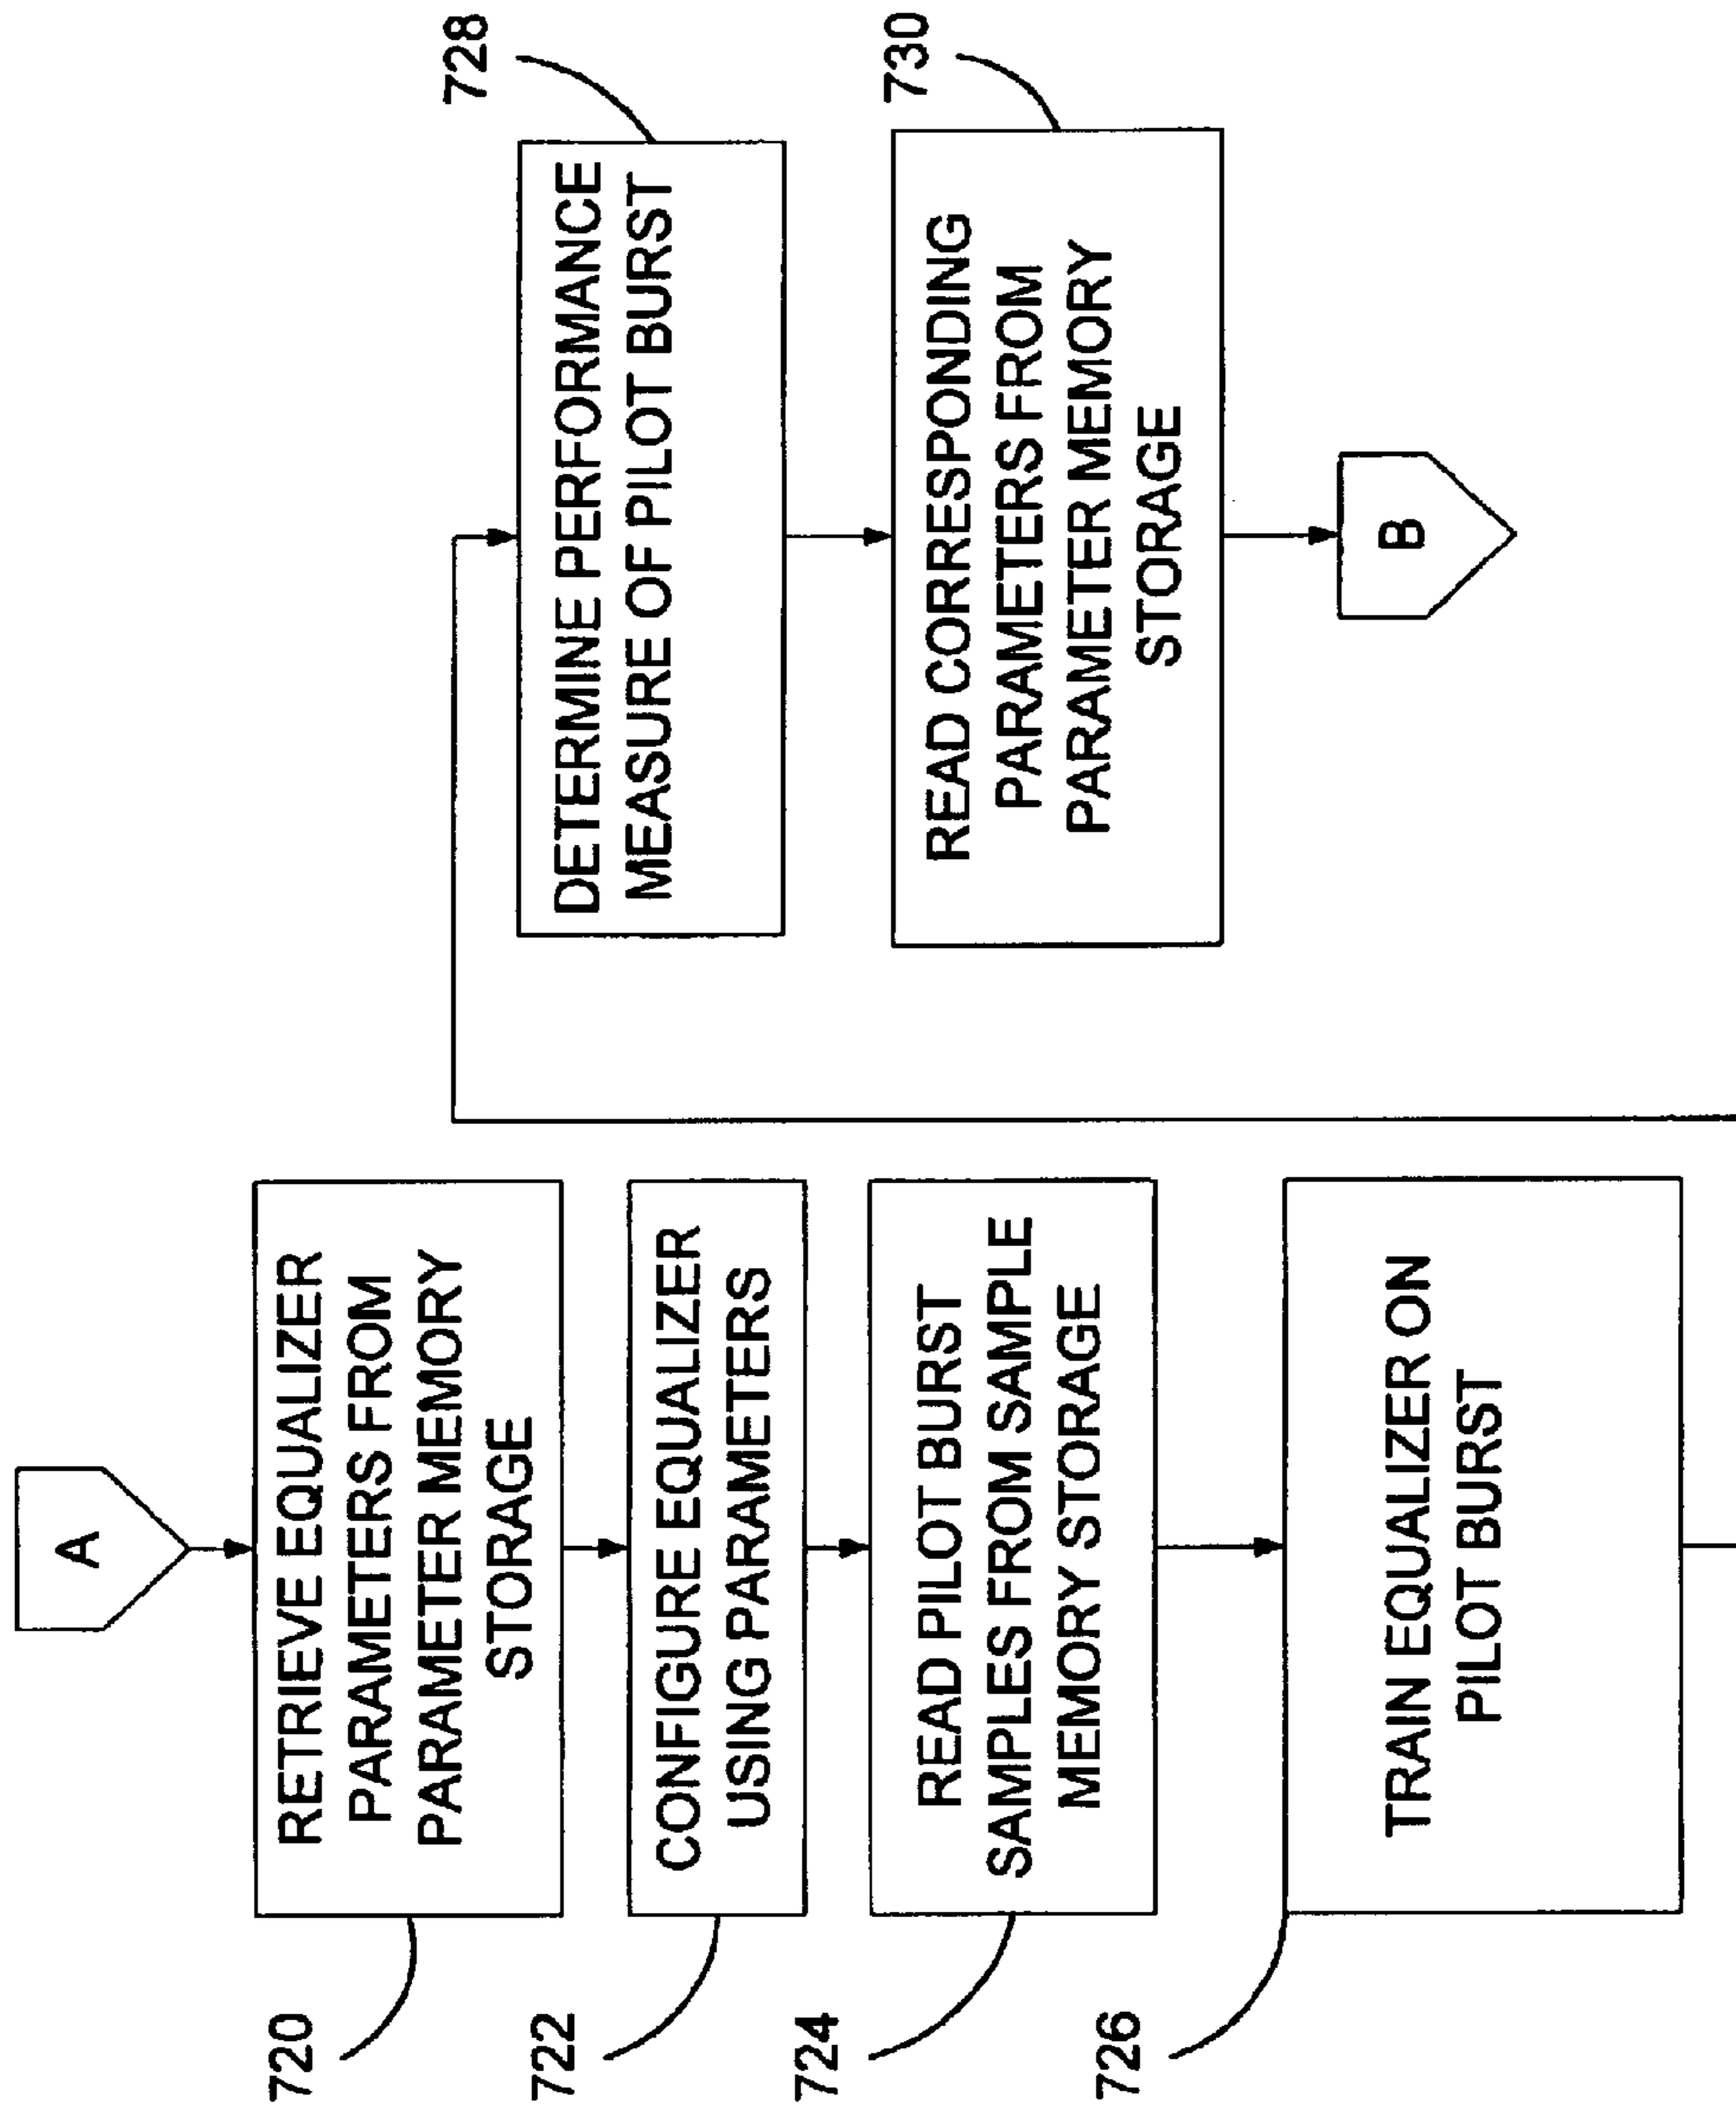 A
720
RETRIEVE EQUALIZER
PARAMETERS FROM
PARAMETER MEMORY
STORAGE
722
CONFIGURE EQUALIZER
USING PARAMETERS
724
READ PILOT BURST
SAMPLES FROM SAMPLE
MEMORY STORAGE
726
TRAIN EQUALIZER ON
PILOT BURST
728
DETERMINE PERFORMANCE
MEASURE OF PILOT BURST
730
READ CORRESPONDING
PARAMETERS FROM
PARAMETER MEMORY
STORAGE
B